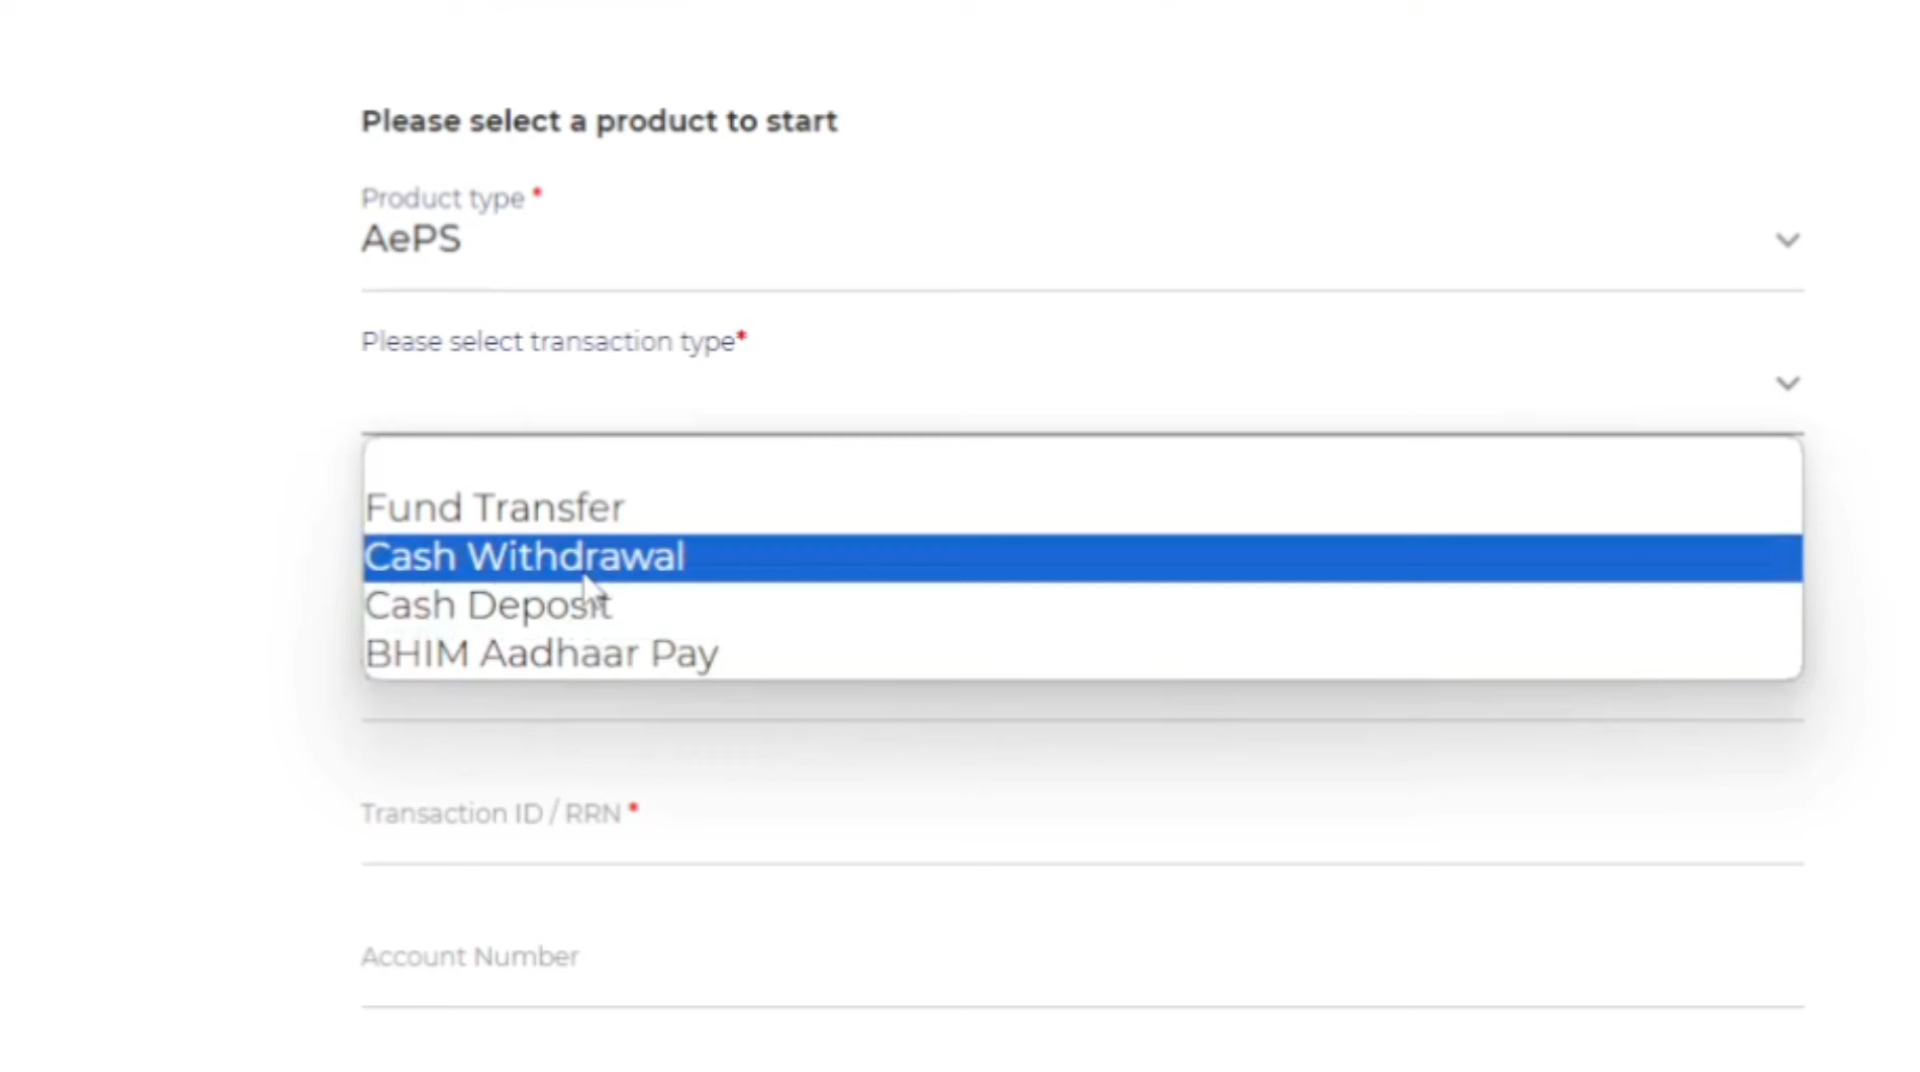 Please select a product to start
Product type *
AePS
Please select transaction type*
Fund Transfer
Cash Withdrawal
Cash Deposit
BHIM Aadhaar Pay
Transaction ID / RRN *
Account Number